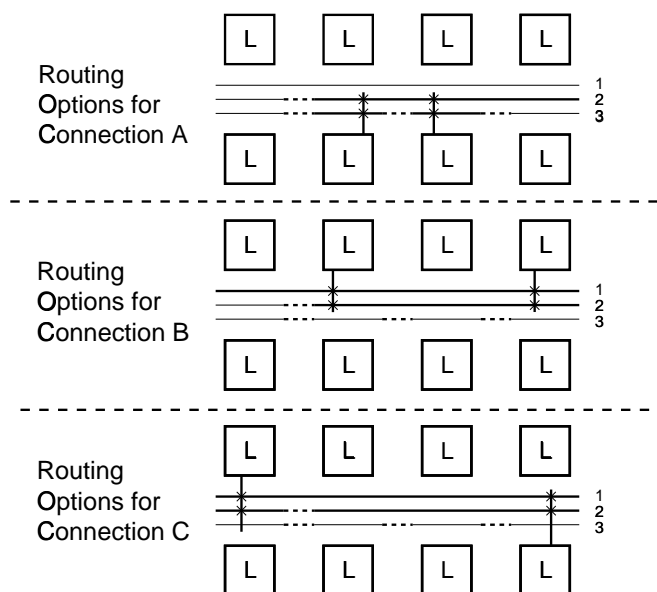 L L L L
Routing
Options for
Connection A
1
2
3
L L L L
L L L L
Routing
Options for
Connection B
1
2
3
L L L L
L L L L
Routing
Options for
Connection C
1
2
3
L L L L